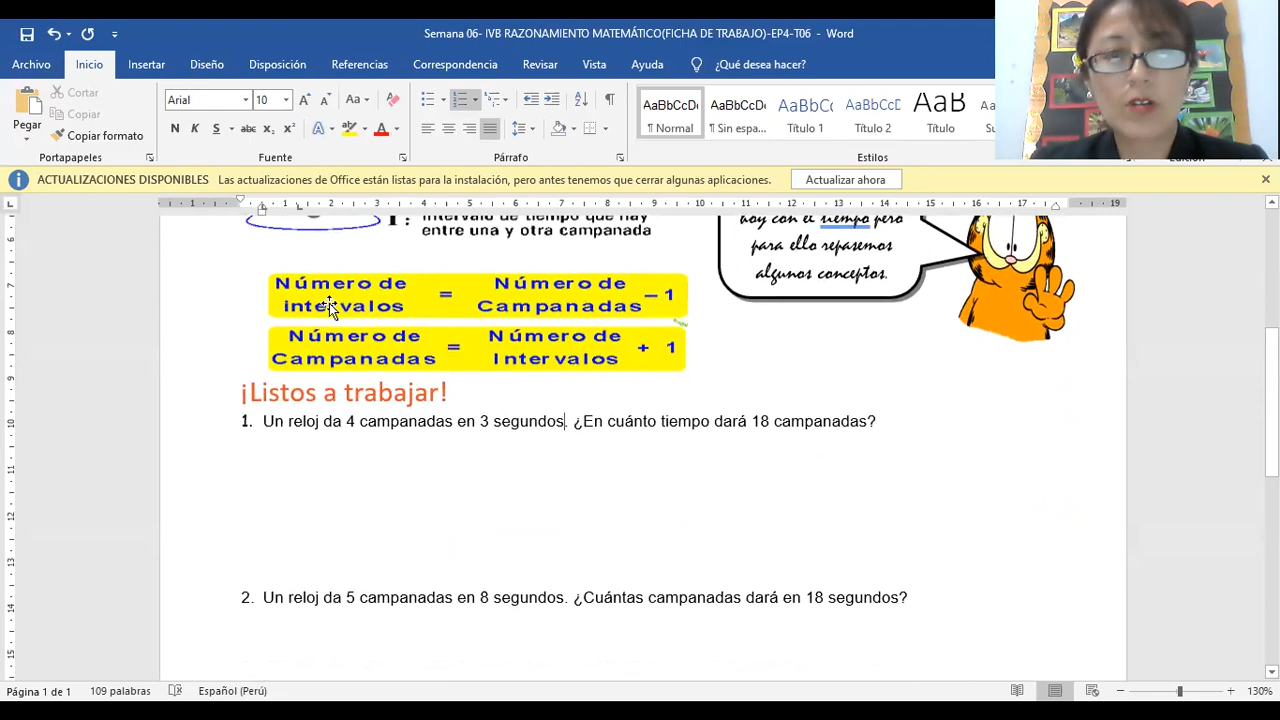 Semana 06- IVB RAZONAMIENTO MATEMÁTICO(FICHA DE TRABAJO)-EP4-T06 - Word
Archivo Inicio Insertar Diseño Disposición Referencias Correspondencia Revisar Vista Ayuda ¿Qué desea hacer?
Pegar
Cortar
Copiar
Copiar formato
Portapapeles
Arial 10
Aa
N K S abc x₂ x²
Fuente
Párrafo
AaBbCcDc AaBbCcDc AaBbCc AaBbCcD AaB
¶ Normal ¶ Sin espa... Título 1 Título 2 Título
Estilos
ACTUALIZACIONES DISPONIBLES Las actualizaciones de Office están listas para la instalación, pero antes tenemos que cerrar algunas aplicaciones. Actualizar ahora
Intervalo de tiempo que hay
entre una y otra campanada
hoy con el tiempo pero
para ello repasemos
algunos conceptos.
Número de intervalos = Número de Campanadas – 1
Número de Campanadas = Número Intervalos + 1
¡Listos a trabajar!
1. Un reloj da 4 campanadas en 3 segundos. ¿En cuánto tiempo dará 18 campanadas?
2. Un reloj da 5 campanadas en 8 segundos. ¿Cuántas campanadas dará en 18 segundos?
Página 1 de 1 109 palabras Español (Perú) 130%